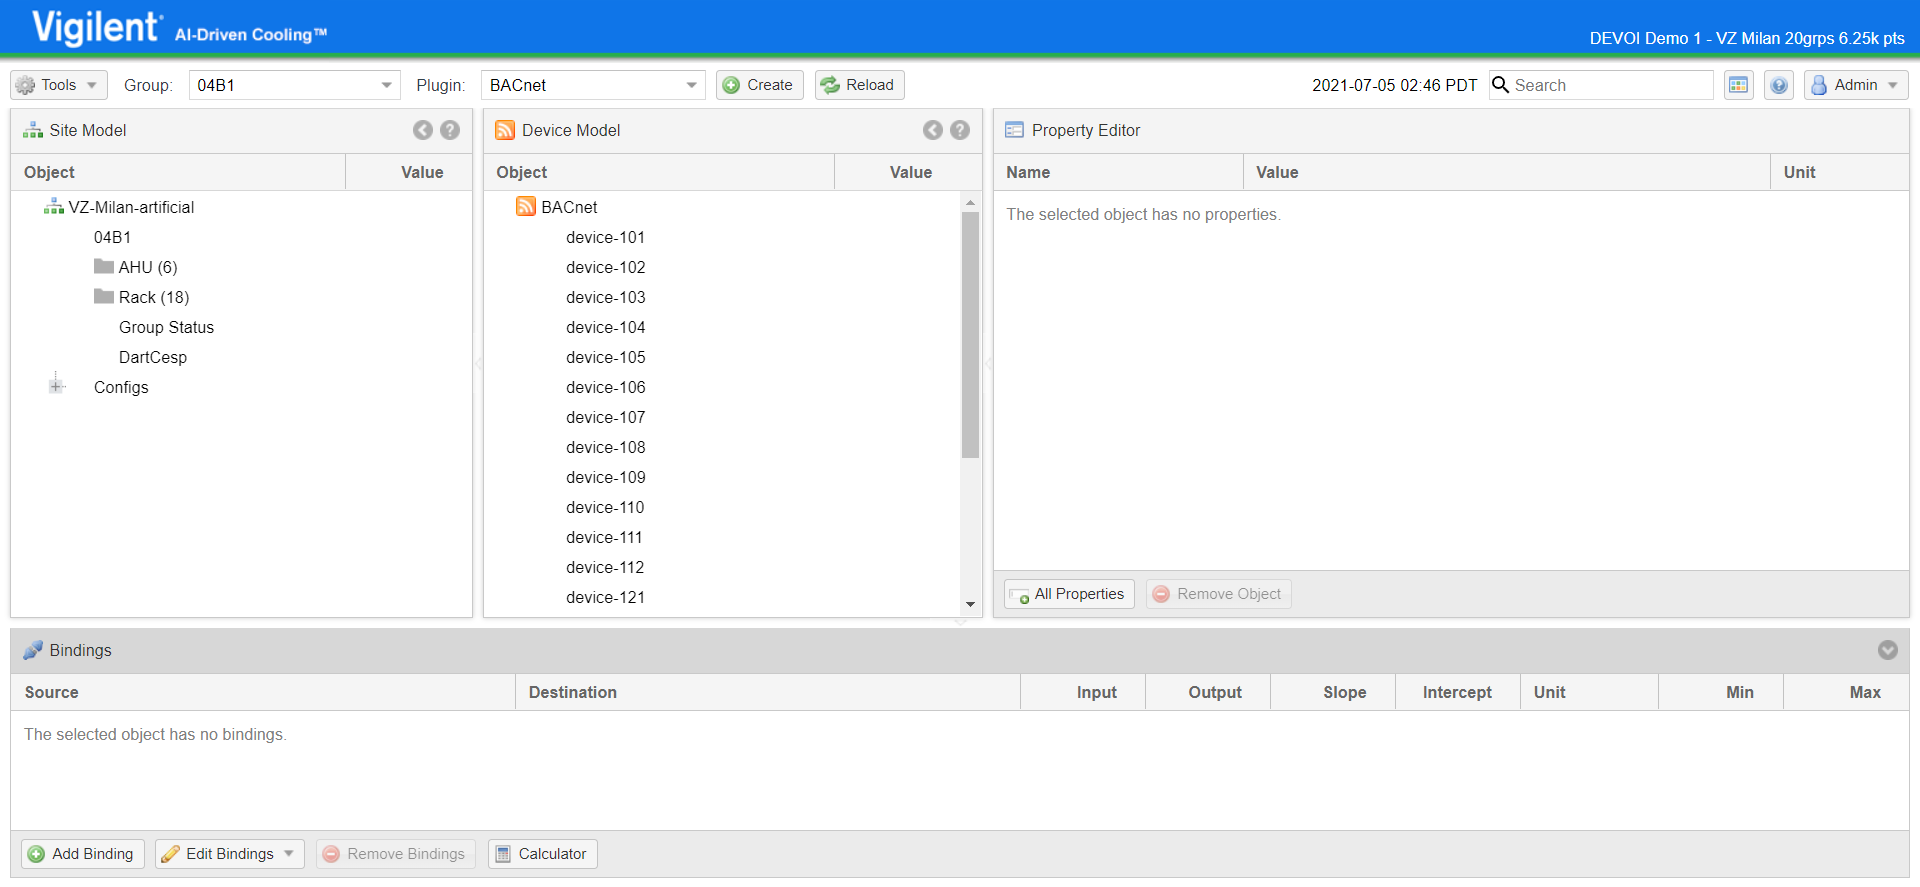 Vigilent AI-Driven Cooling™
DEVOI Demo 1 - VZ Milan 20grps 6.25k pts
Tools Group: 04B1 Plugin: BACnet Create Reload 2021-07-05 02:46 PDT Search Admin
Site Model
Object Value
VZ-Milan-artificial
04B1
AHU (6)
Rack (18)
Group Status
DartCesp
Configs
Device Model
Object Value
BACnet
device-101
device-102
device-103
device-104
device-105
device-106
device-107
device-108
device-109
device-110
device-111
device-112
device-121
Property Editor
Name Value Unit
The selected object has no properties.
All Properties Remove Object
Bindings
Source Destination Input Output Slope Intercept Unit Min Max
The selected object has no bindings.
Add Binding Edit Bindings Remove Bindings Calculator